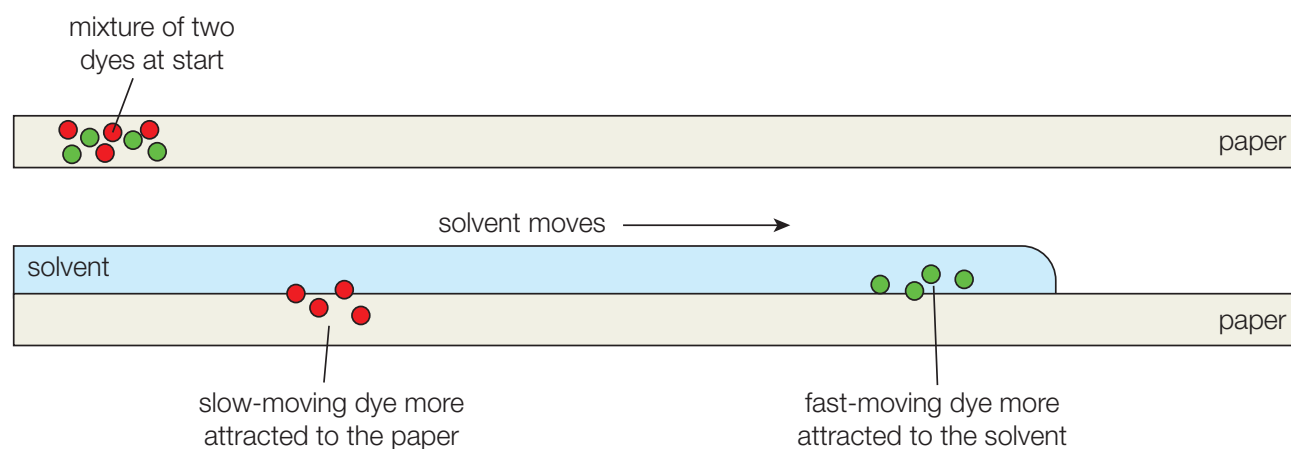 mixture of two
dyes at start
paper
solvent moves
solvent
paper
slow-moving dye more
attracted to the paper
fast-moving dye more
attracted to the solvent